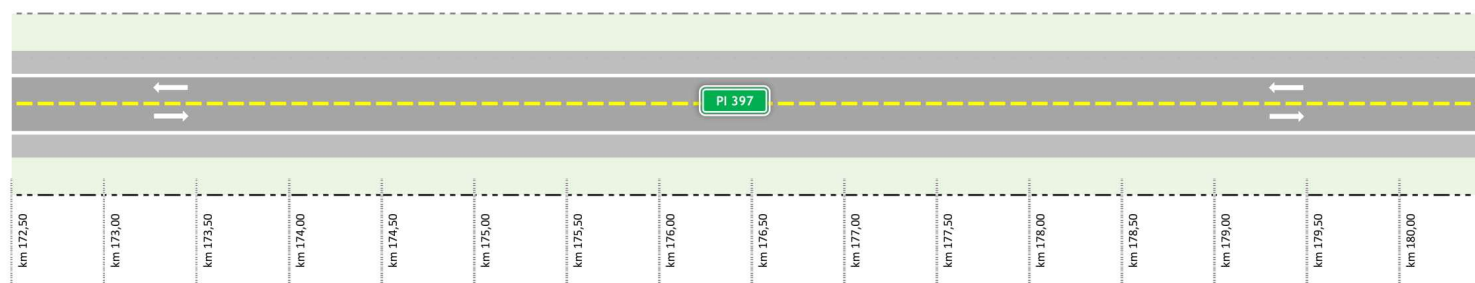 PI 397
km 172,50
km 173,00
km 173,50
km 174,00
km 174,50
km 175,00
km 175,50
km 176,00
km 176,50
km 177,00
km 177,50
km 178,00
km 178,50
km 179,00
km 179,50
km 180,00